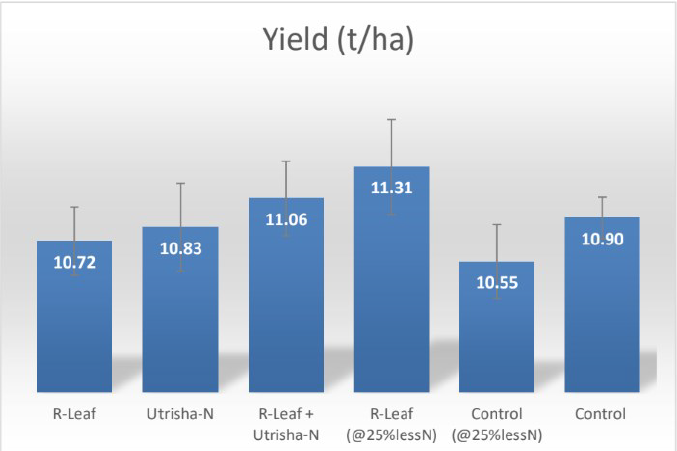 Yield (t/ha)
10.72
10.83
11.06
11.31
10.55
10.90
R-Leaf
Utrisha-N
R-Leaf +
Utrisha-N
R-Leaf
(@25%lessN)
Control
(@25%lessN)
Control